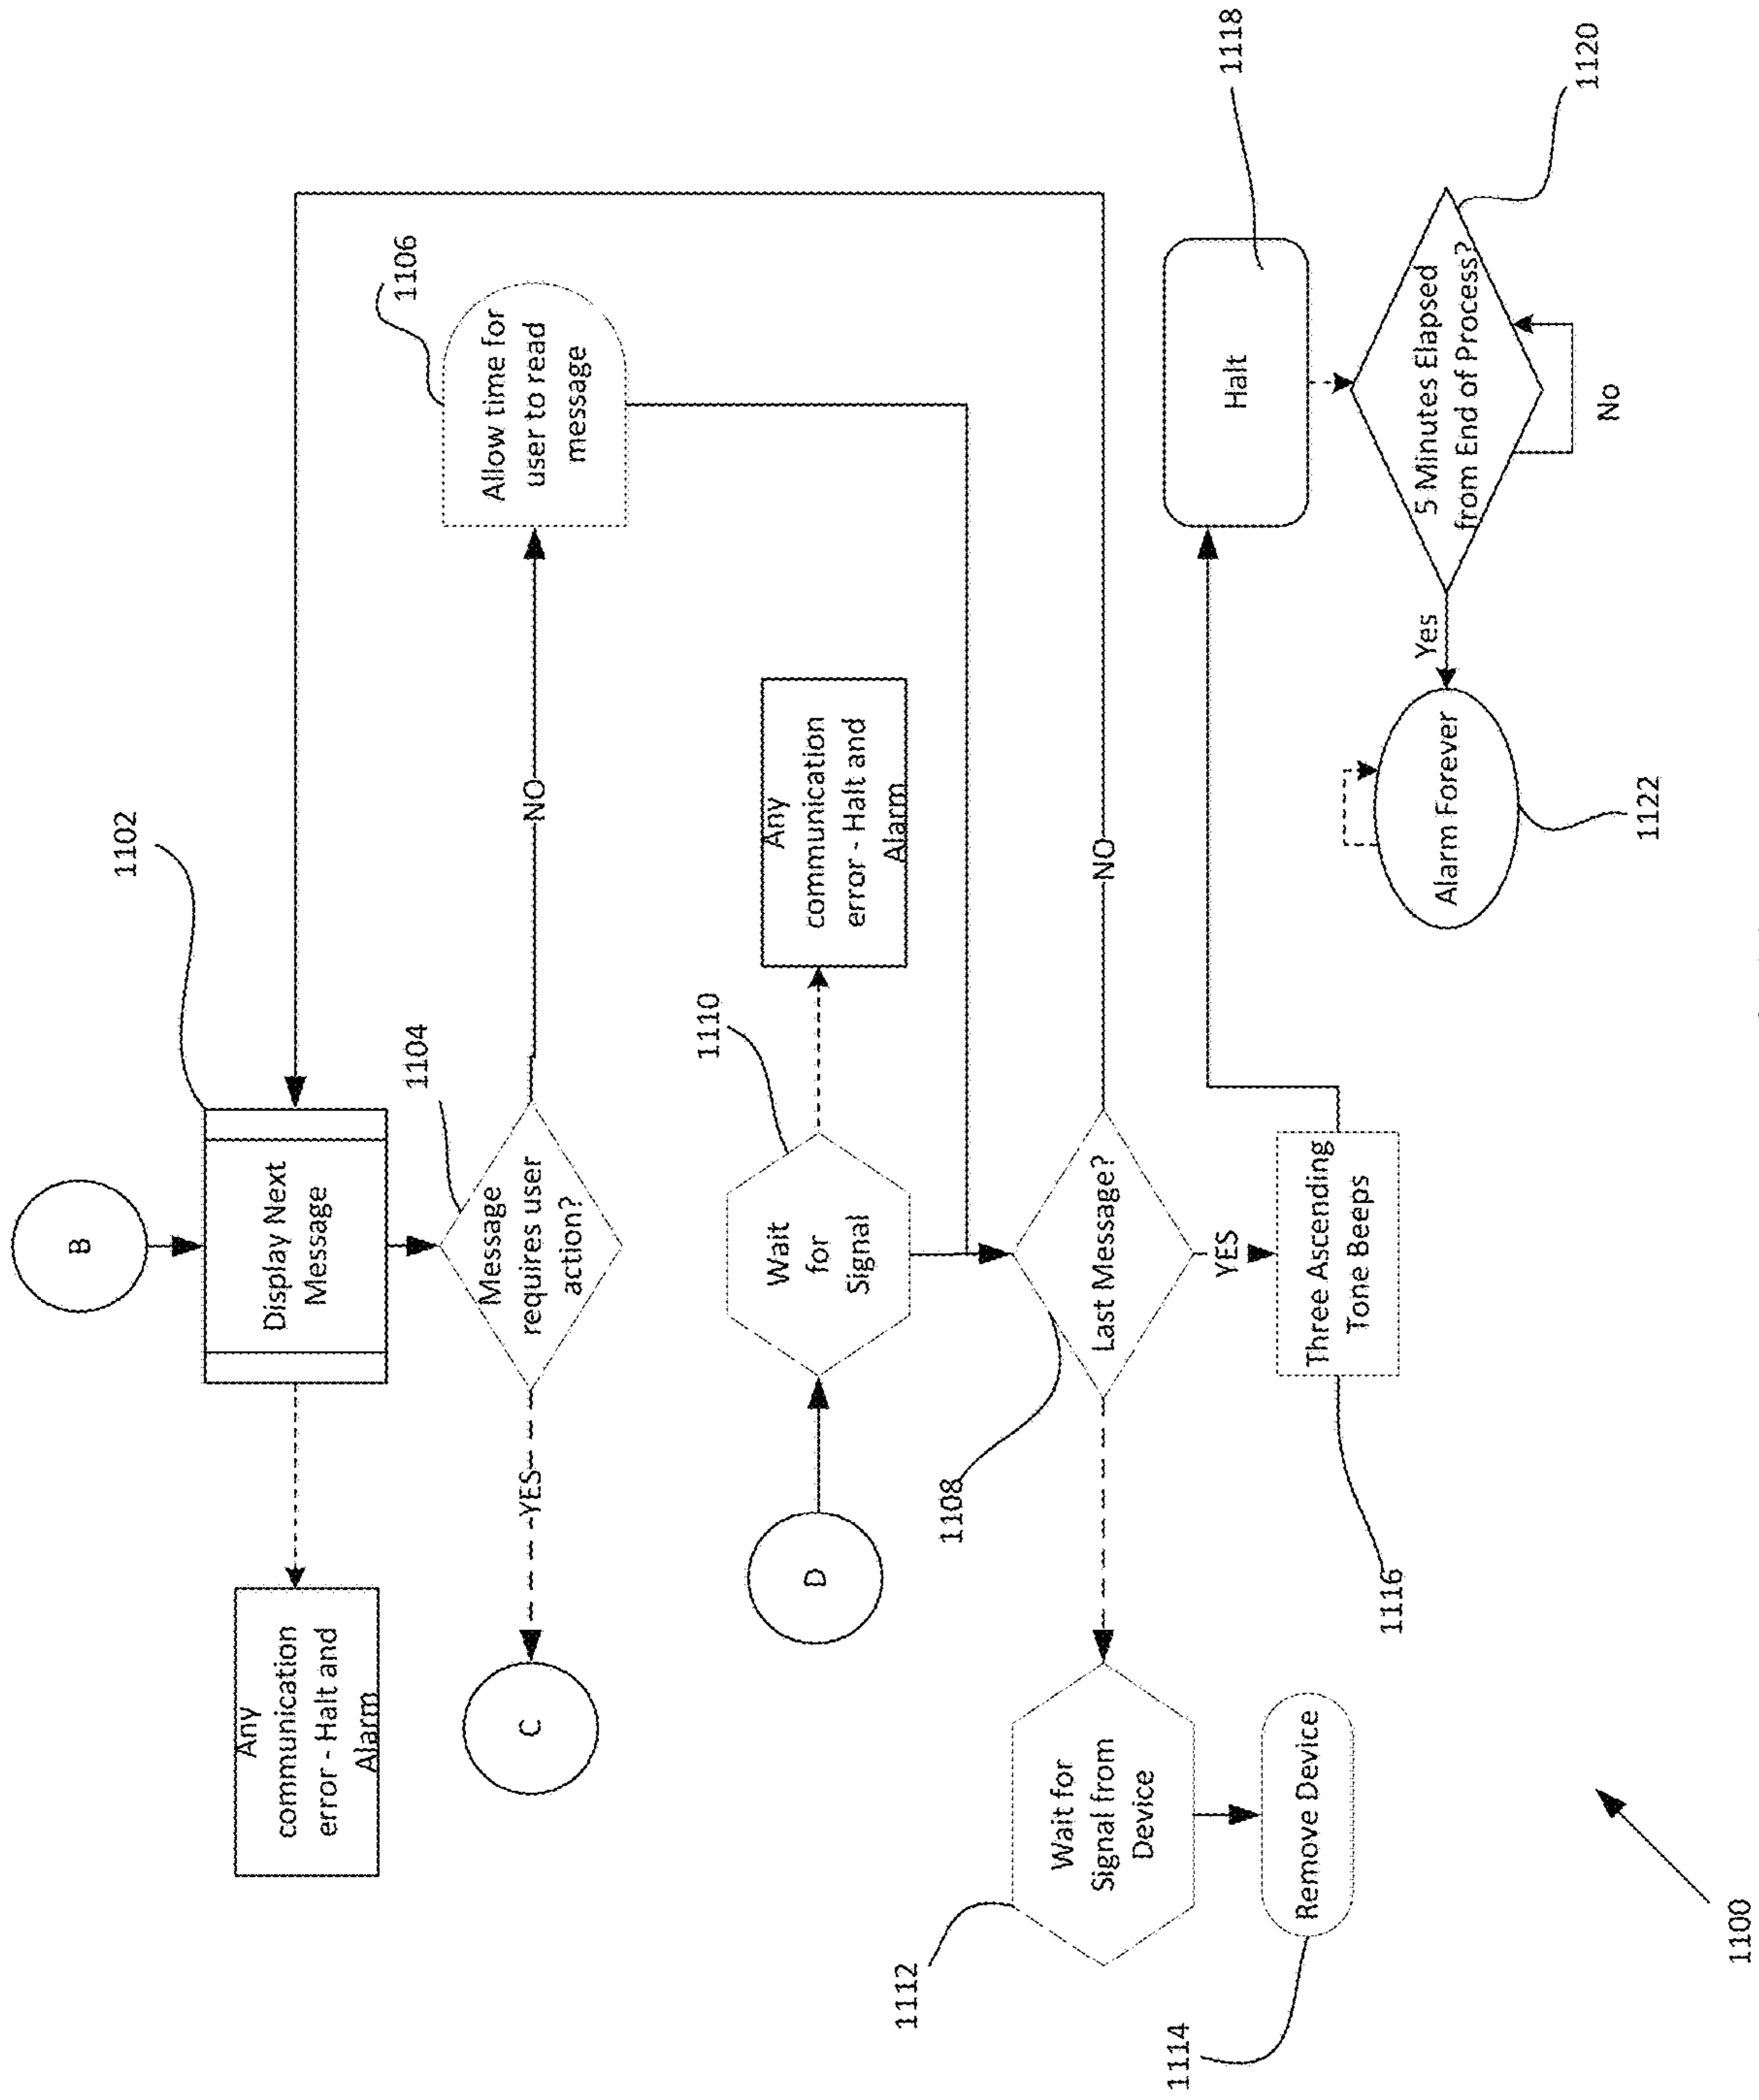 B
1102
Display Next
Message
Any
communication
error - Halt and
Alarm
1104
Message
requires user
action?
YES
C
NO
1106
Allow time for
user to read
message
D
1110
Wait
for
Signal
Any
communication
error - Halt and
Alarm
1108
Last Message?
NO
YES
1112
Wait for
Signal from
Device
1114
Remove Device
1116
Three Ascending
Tone Beeps
1118
Halt
1120
5 Minutes Elapsed
from End of Process?
No
Yes
Alarm Forever
1122
1100